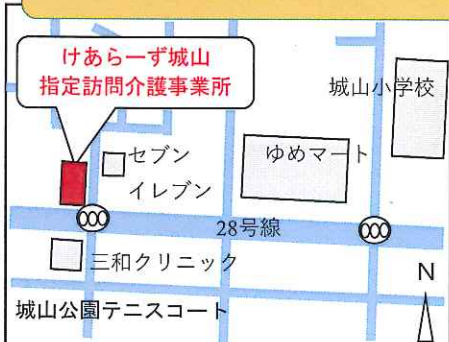 けあらーず城山
指定訪問介護事業所
城山小学校
セブン
イレブン
ゆめマート
28号線
三和クリニック
N
城山公園テニスコート